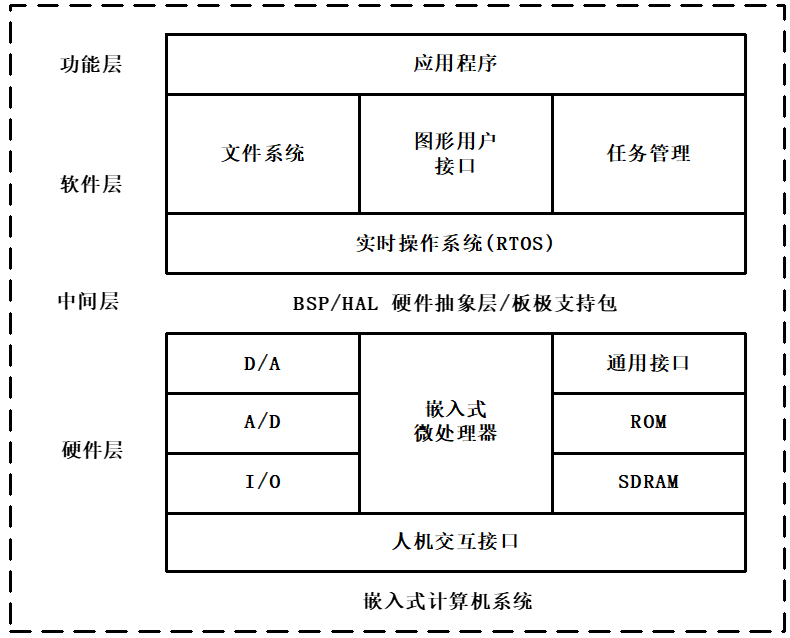 功能层
应用程序
软件层
文件系统
图形用户
接口
任务管理
实时操作系统(RTOS)
中间层
BSP/HAL 硬件抽象层/板极支持包
硬件层
D/A
A/D
I/O
嵌入式
微处理器
通用接口
ROM
SDRAM
人机交互接口
嵌入式计算机系统